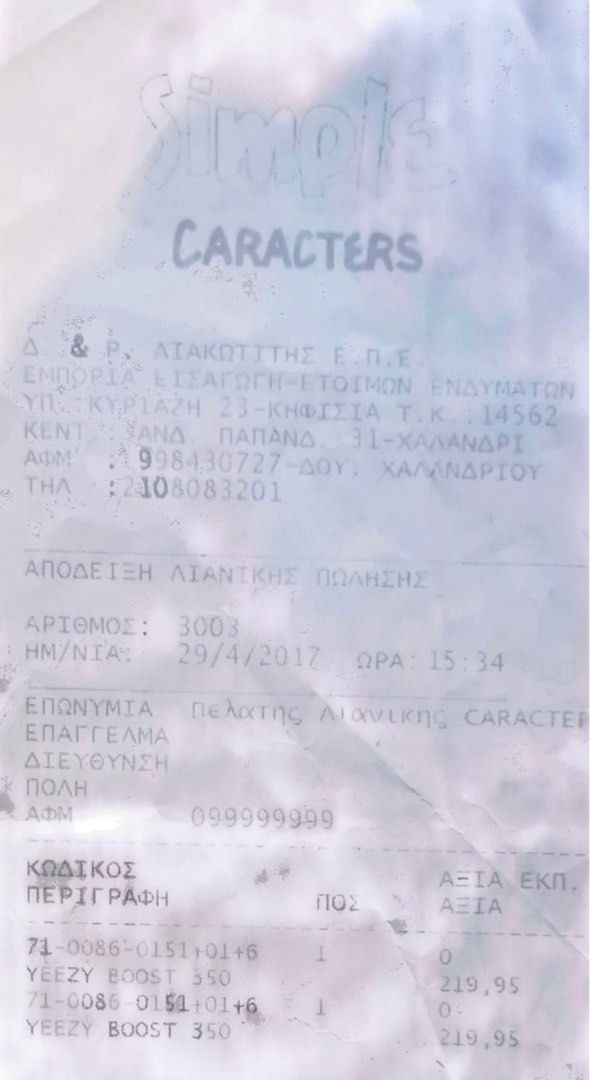 Simple
CARACTERS
Δ. & Ρ. ΛΙΑΚΩΤΙΤΗΣ Ε.Π.Ε.
ΕΜΠΟΡΙΑ ΕΙΣΑΓΩΓΗ-ΕΤΟΙΜΩΝ ΕΝΔΥΜΑΤΩΝ
ΥΠ.:ΚΥΡΙΑΖΗ 23-ΚΗΦΙΣΙΑ Τ.Κ.:14562
ΚΕΝΤ.: ΑΝΔ. ΠΑΠΑΝΔ. 31-ΧΑΛΑΝΔΡΙ
ΑΦΜ : 998430727-ΔΟΥ: ΧΑΛΑΝΔΡΙΟΥ
ΤΗΛ :2108083201
ΑΠΟΔΕΙΞΗ ΛΙΑΝΙΚΗΣ ΠΩΛΗΣΗΣ
ΑΡΙΘΜΟΣ: 3003
ΗΜ/ΝΙΑ: 29/4/2017 ΩΡΑ: 15:34
ΕΠΩΝΥΜΙΑ Πελατης Λιανικης CARACTER
ΕΠΑΓΓΕΛΜΑ
ΔΙΕΥΘΥΝΣΗ
ΠΟΛΗ
ΑΦΜ 099999999
ΚΩΔΙΚΟΣ ΑΞΙΑ ΕΚΠ.
ΠΕΡΙΓΡΑΦΗ ΠΟΣ ΑΞΙΑ
71-0086-0151+01+6 1 0
YEEZY BOOST 350 219,95
71-0086-0151+01+6 1 0
YEEZY BOOST 350 219,95